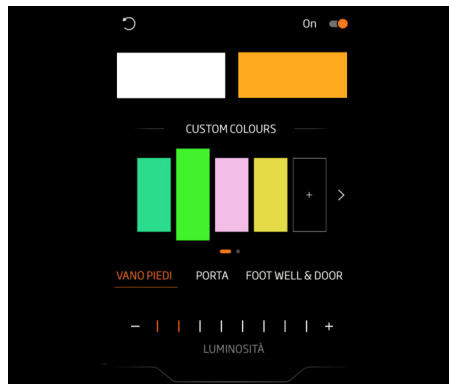 On
CUSTOM COLOURS
+
VANO PIEDI PORTA FOOT WELL & DOOR
- +
LUMINOSITÀ